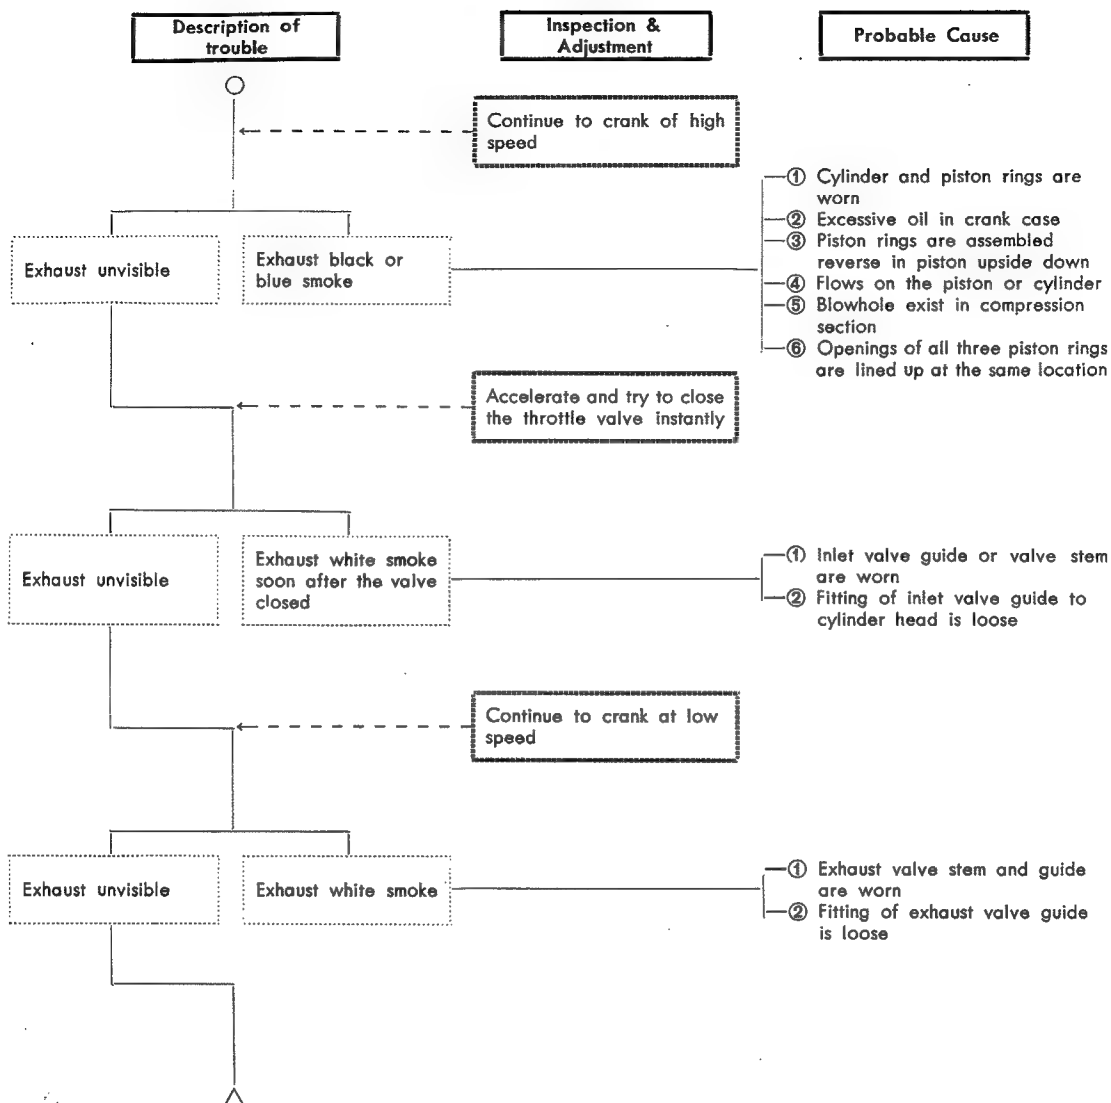 Description of
trouble
Inspection &
Adjustment
Probable Cause
Continue to crank of high
speed
Exhaust unvisible
Exhaust black or
blue smoke
① Cylinder and piston rings are
worn
② Excessive oil in crank case
③ Piston rings are assembled
reverse in piston upside down
④ Flows on the piston or cylinder
⑤ Blowhole exist in compression
section
⑥ Openings of all three piston rings
are lined up at the same location
Accelerate and try to close
the throttle valve instantly
Exhaust unvisible
Exhaust white smoke
soon after the valve
closed
① Inlet valve guide or valve stem
are worn
② Fitting of inlet valve guide to
cylinder head is loose
Continue to crank at low
speed
Exhaust unvisible
Exhaust white smoke
① Exhaust valve stem and guide
are worn
② Fitting of exhaust valve guide
is loose